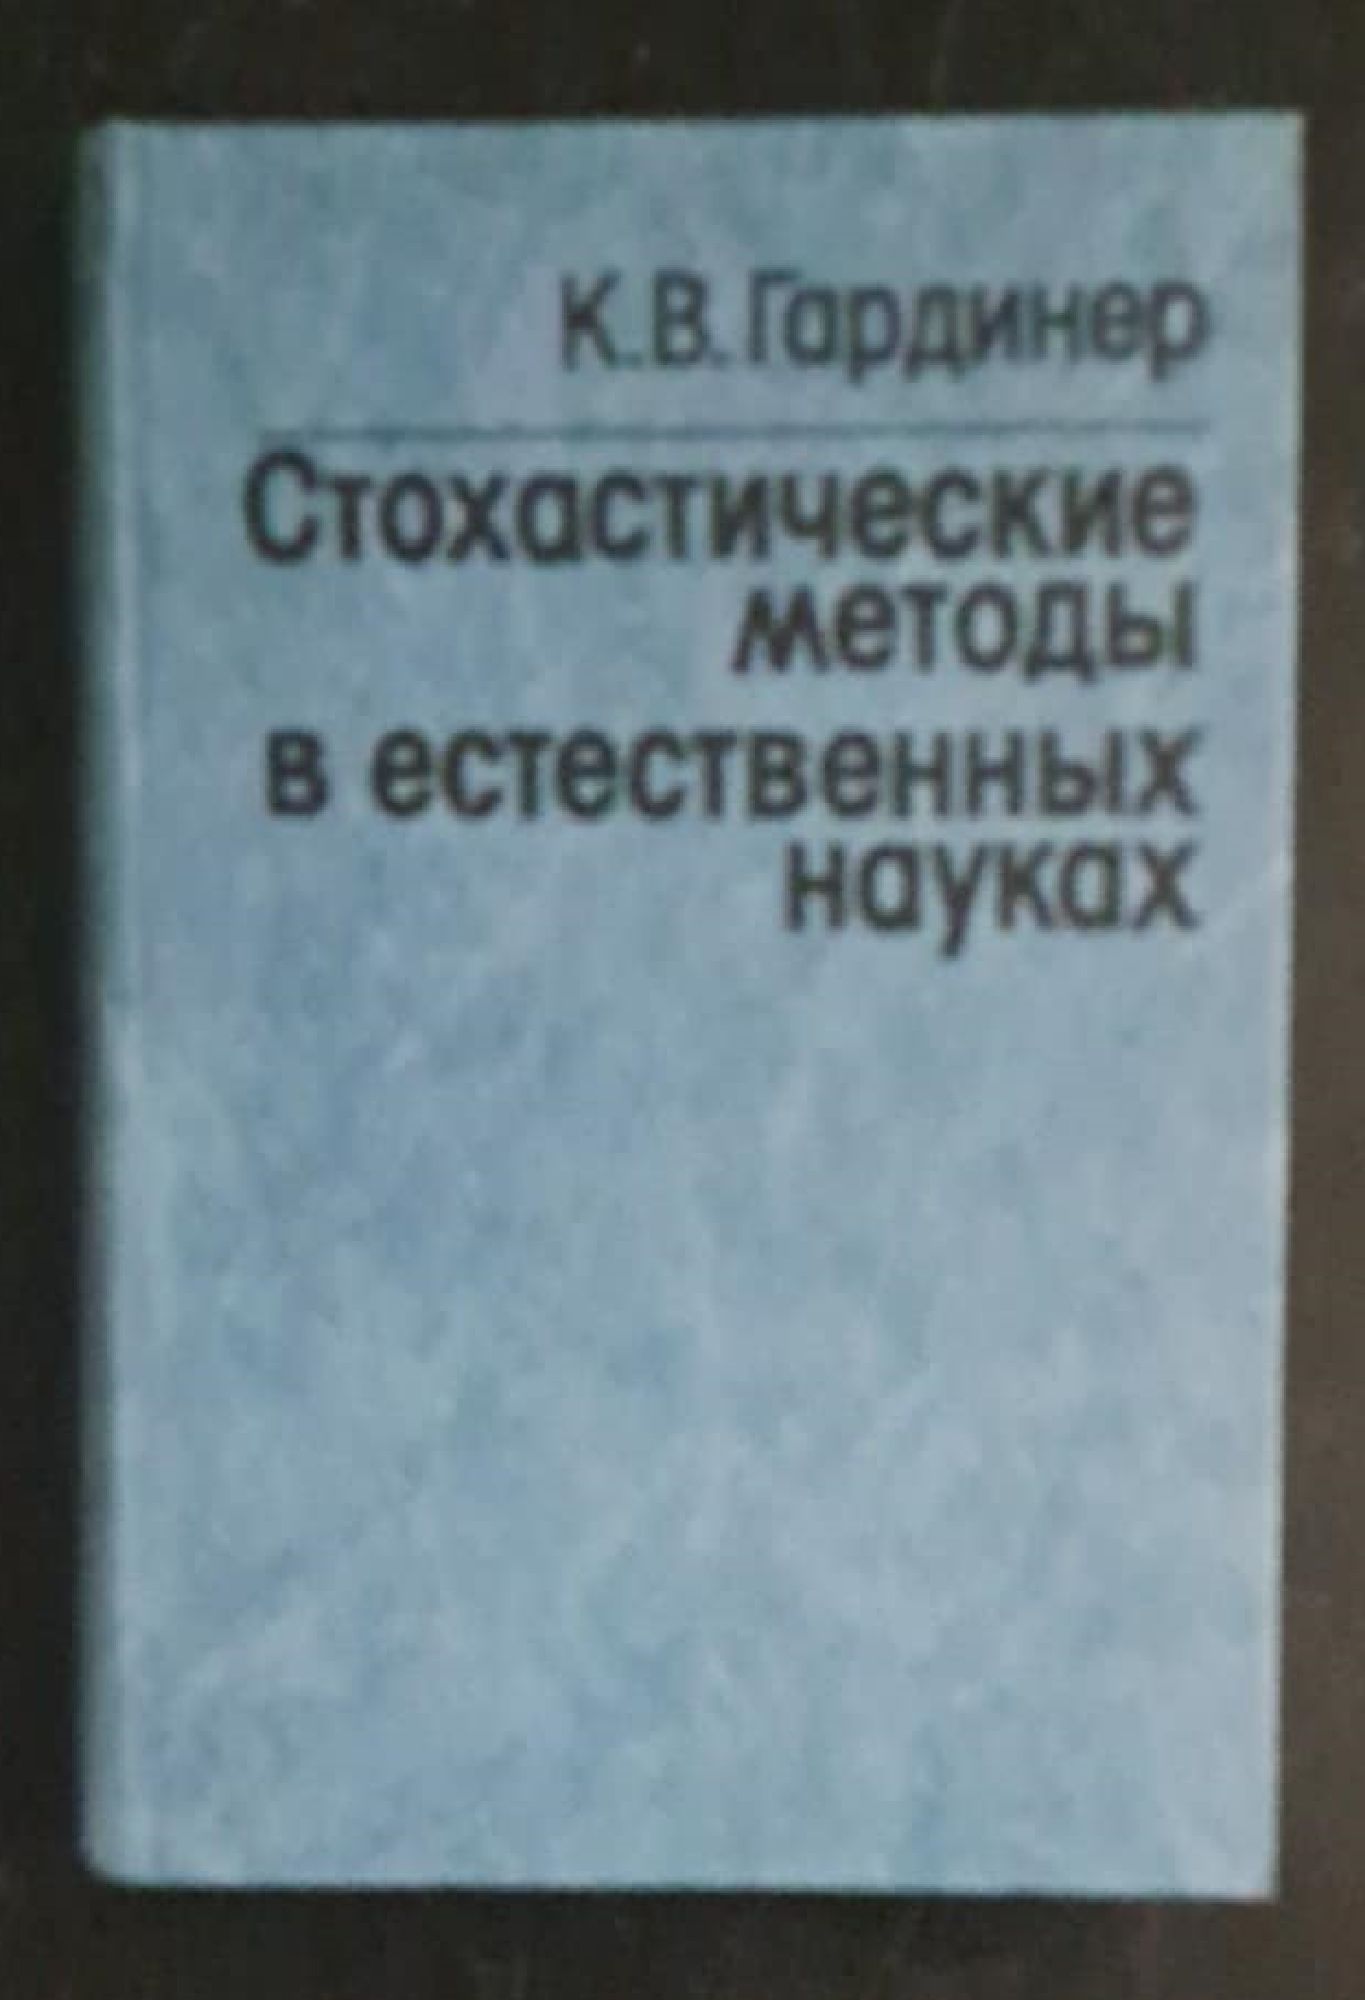 К.В. Гардинер
Стохастические
методы
в естественных
науках